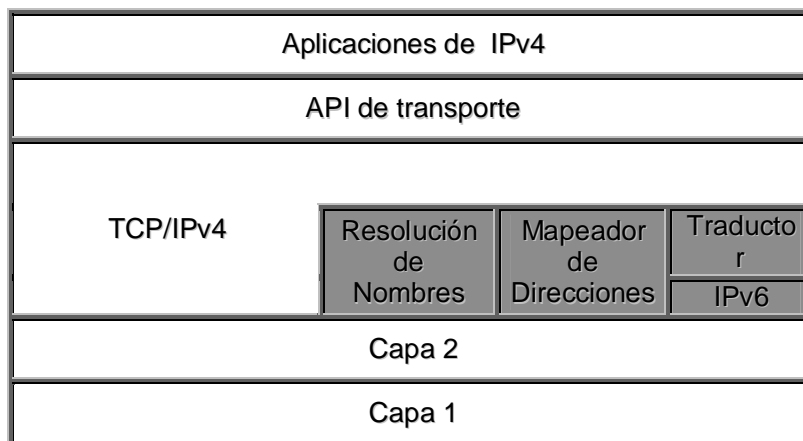 Aplicaciones de IPv4
API de transporte
TCP/IPv4
Resolución
de
Nombres
Mapeador
de
Direcciones
Traducto
r
IPv6
Capa 2
Capa 1